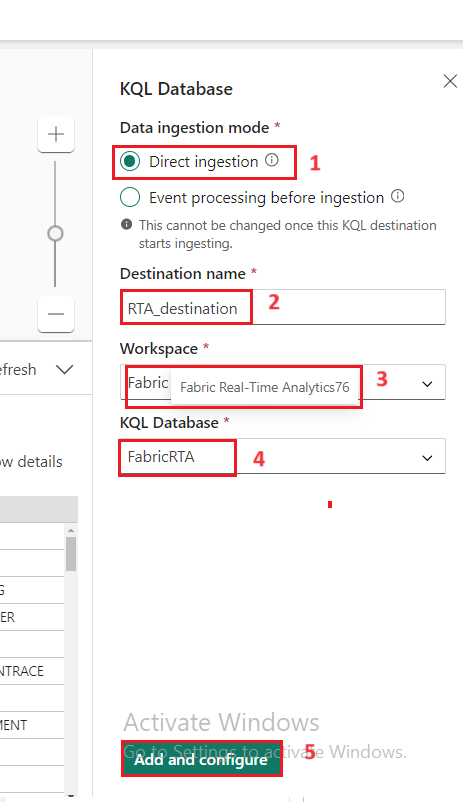 KQL Database
Data ingestion mode *
Direct ingestion
1
Event processing before ingestion
This cannot be changed once this KQL destination
starts ingesting.
Destination name *
RTA_destination
2
Workspace *
Fabric
Fabric Real-Time Analytics76
3
KQL Database *
FabricRTA
4
efresh
ow details
G
ER
NTRACE
MENT
Activate Windows
Go to Settings to activate Windows.
Add and configure
5